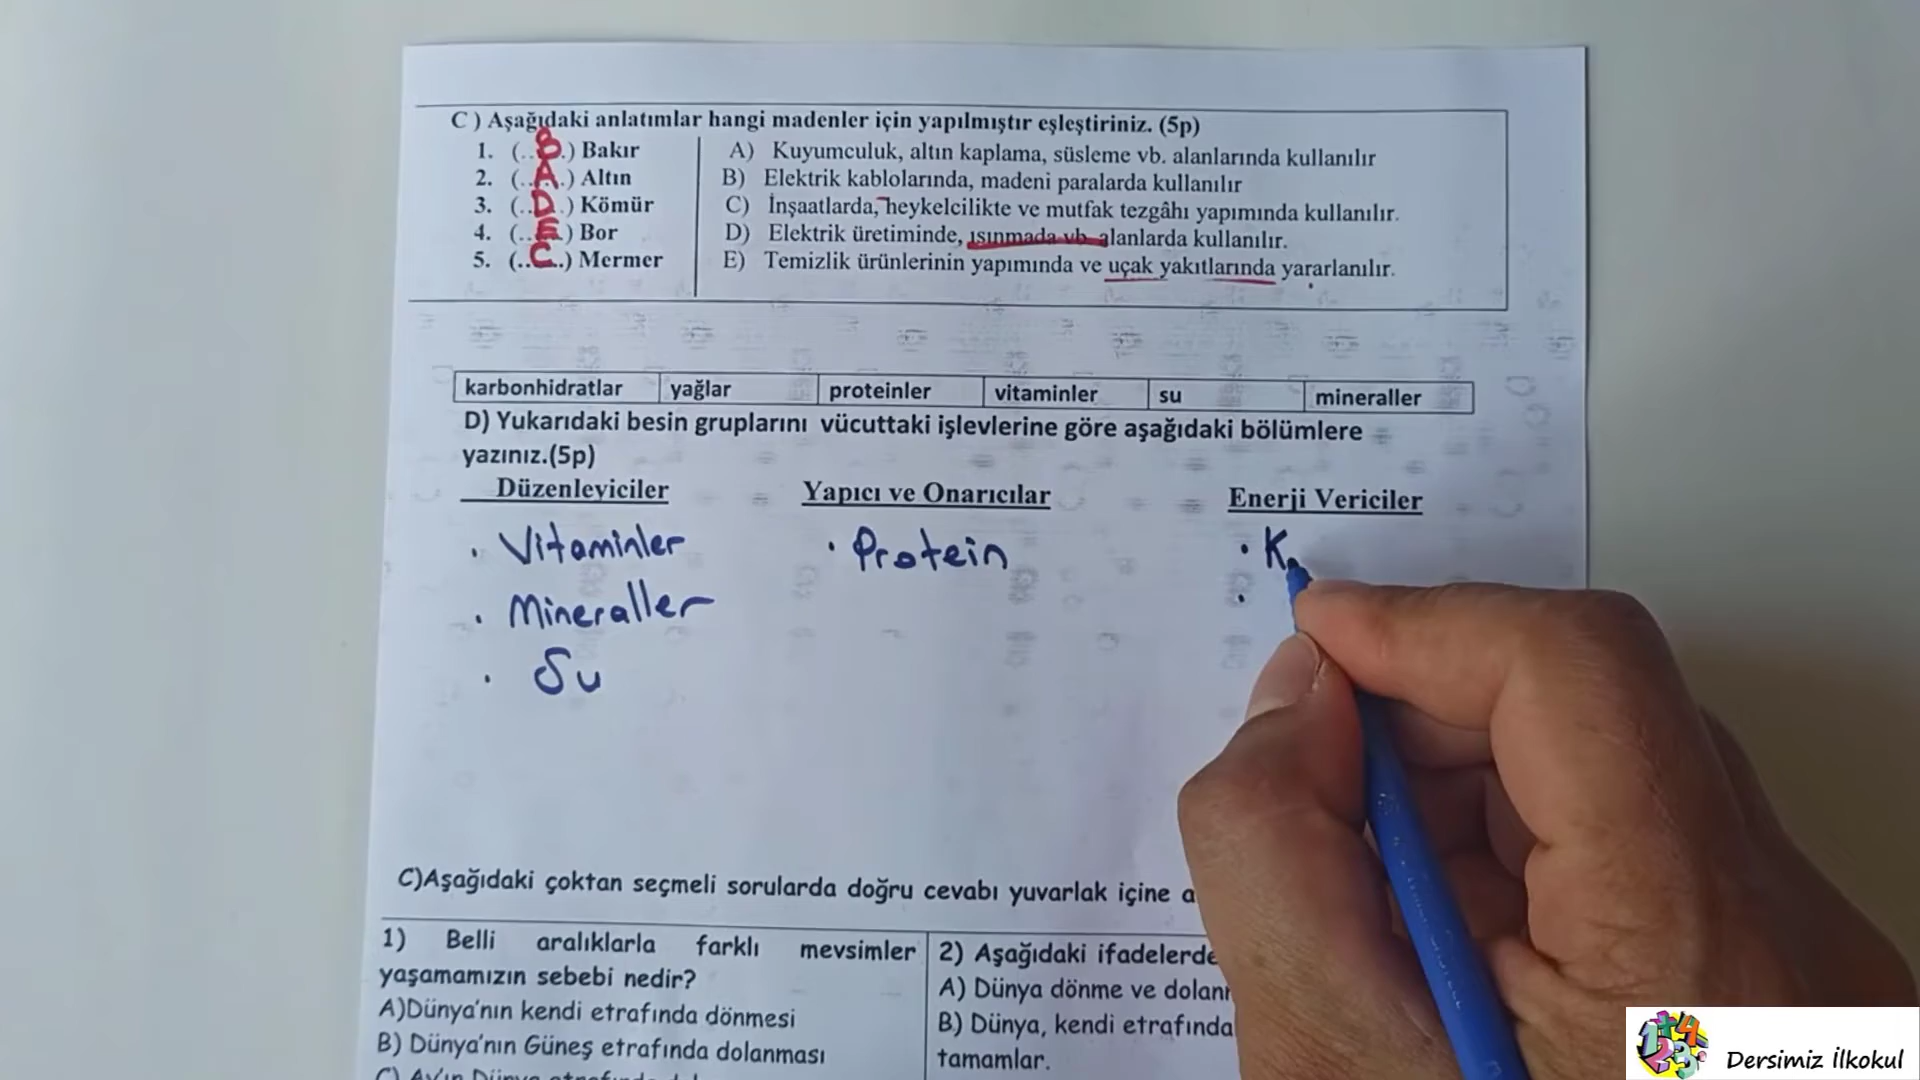 C ) Aşağıdaki anlatımlar hangi madenler için yapılmıştır eşleştiriniz. (5p)
1. (..B.) Bakır
2. (..A.) Altın
3. (..D.) Kömür
4. (..E.) Bor
5. (..C..) Mermer
A) Kuyumculuk, altın kaplama, süsleme vb. alanlarında kullanılır
B) Elektrik kablolarında, madeni paralarda kullanılır
C) İnşaatlarda, heykelcilikte ve mutfak tezgâhı yapımında kullanılır.
D) Elektrik üretiminde, ısınmada vb. alanlarda kullanılır.
E) Temizlik ürünlerinin yapımında ve uçak yakıtlarında yararlanılır.
karbonhidratlar yağlar proteinler vitaminler su mineraller
D) Yukarıdaki besin gruplarını vücuttaki işlevlerine göre aşağıdaki bölümlere
yazınız.(5p)
Düzenleyiciler
• Vitaminler
• Mineraller
• Su
Yapıcı ve Onarıcılar
• Protein
Enerji Vericiler
• K
•
C)Aşağıdaki çoktan seçmeli sorularda doğru cevabı yuvarlak içine a
1) Belli aralıklarla farklı mevsimler
yaşamamızın sebebi nedir?
A)Dünya'nın kendi etrafında dönmesi
B) Dünya'nın Güneş etrafında dolanması
2) Aşağıdaki ifadelerde
A) Dünya dönme ve dolanı
B) Dünya, kendi etrafında
tamamlar.
Dersimiz İlkokul